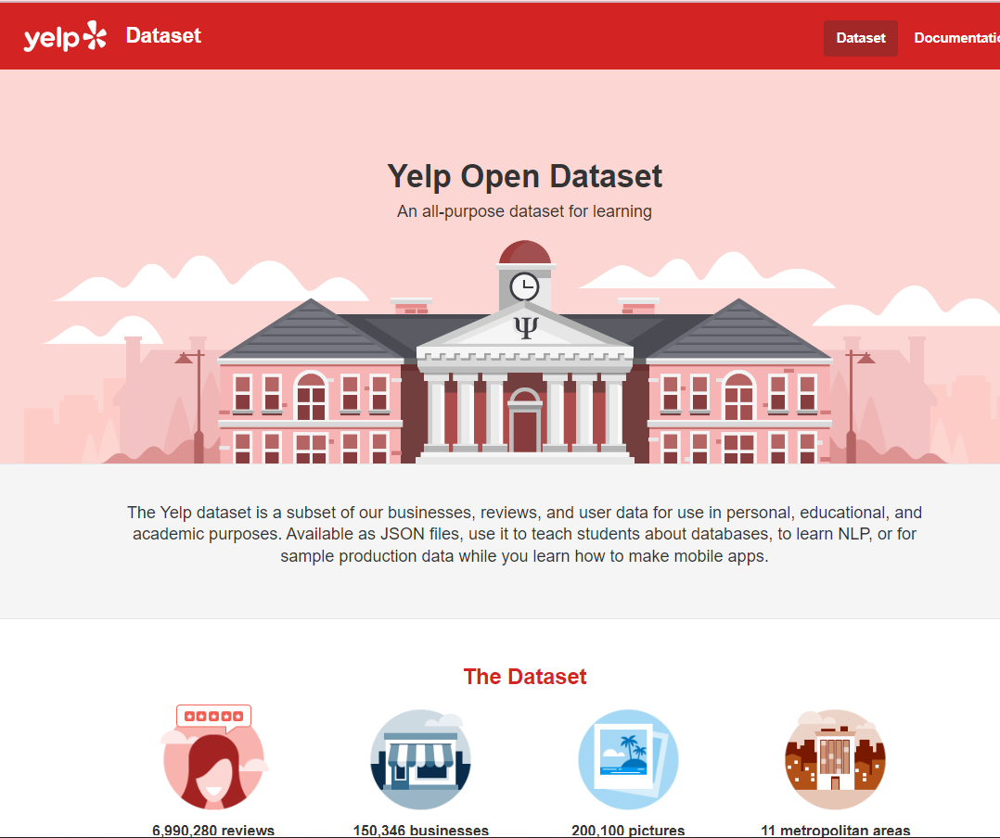 yelp Dataset
Dataset
Yelp Open Dataset
An all-purpose dataset for learning
Ψ
The Yelp dataset is a subset of our businesses, reviews, and user data for use in personal, educational, and
academic purposes. Available as JSON files, use it to teach students about databases, to learn NLP, or for
sample production data while you learn how to make mobile apps.
The Dataset
6,990,280 reviews
150,346 businesses
200,100 pictures
11 metropolitan areas